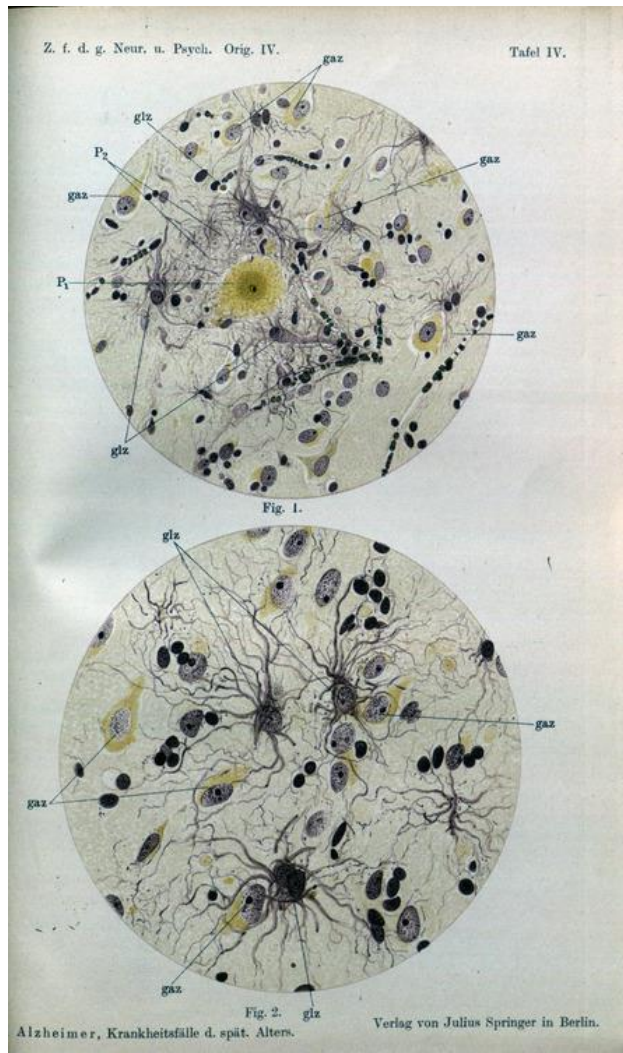 Z. f. d. g. Neur. u. Psych. Orig. IV. Tafel IV.
gaz
glz
P₂
gaz
gaz
P₁
gaz
glz
Fig. 1.
glz
gaz
gaz
gaz
Fig. 2. glz
Alzheimer, Krankheitsfälle d. spät. Alters. Verlag von Julius Springer in Berlin.